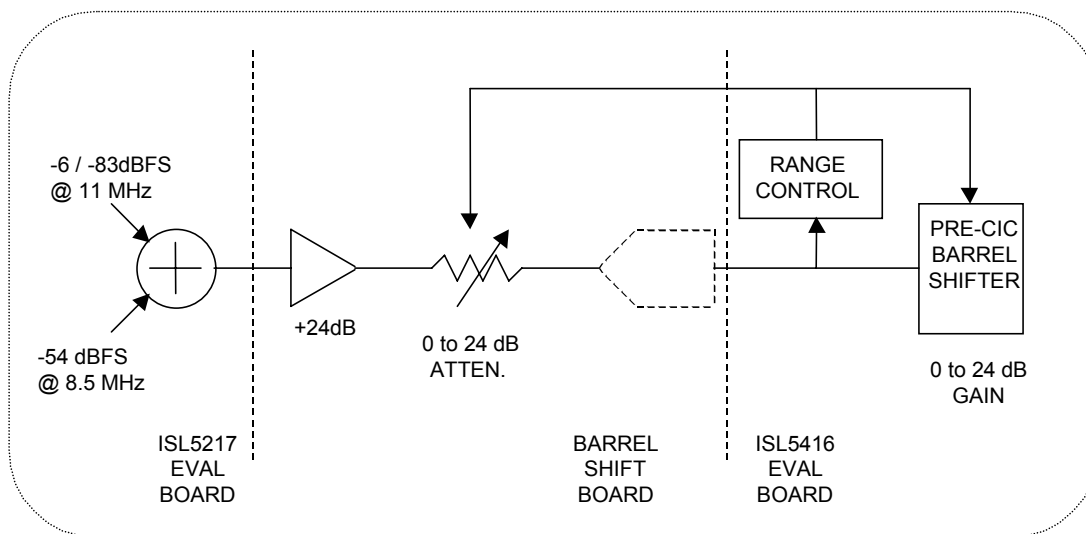 -6 / -83dBFS
@ 11 MHz
-54 dBFS
@ 8.5 MHz
+24dB
0 to 24 dB
ATTEN.
RANGE
CONTROL
PRE-CIC
BARREL
SHIFTER
0 to 24 dB
GAIN
ISL5217
EVAL
BOARD
BARREL
SHIFT
BOARD
ISL5416
EVAL
BOARD